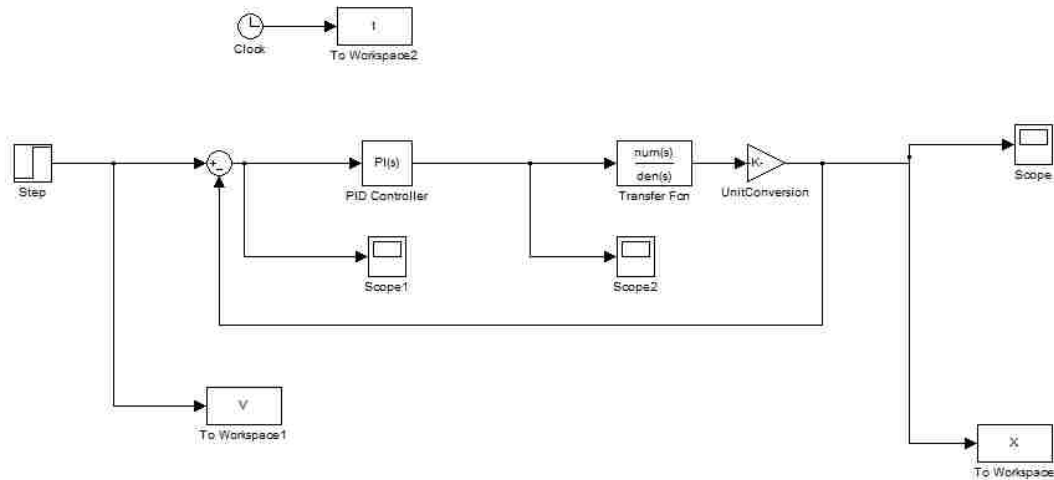 t
Clock
To Workspace2
+
−
PI(s)
num(s)
den(s)
-K-
Step
PID Controller
Transfer Fcn
UnitConversion
Scope
Scope1
Scope2
V
To Workspace1
X
To Workspace